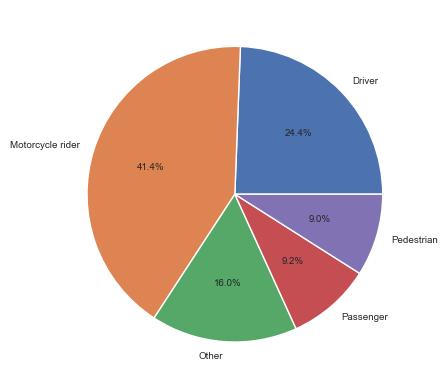 Driver
24.4%
Motorcycle rider
41.4%
9.0%
Pedestrian
9.2%
16.0%
Passenger
Other